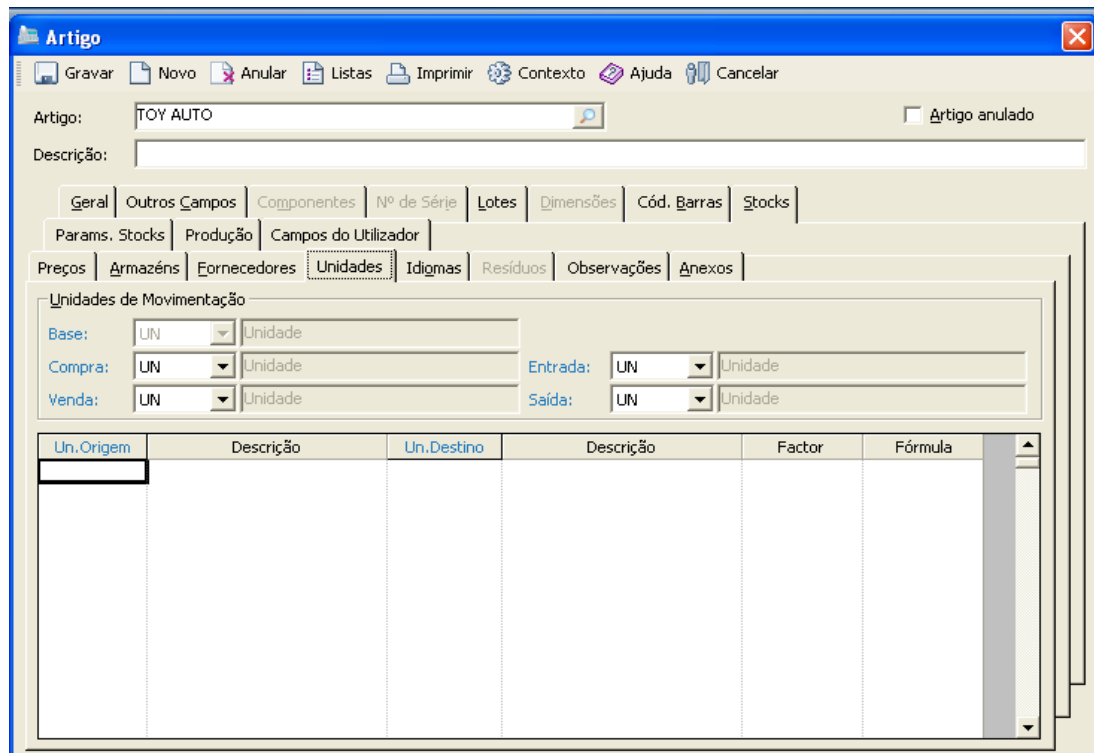 Artigo
Gravar Novo Anular Listas Imprimir Contexto Ajuda Cancelar
Artigo: TOY AUTO Artigo anulado
Descrição:
Geral Outros Campos Componentes Nº de Série Lotes Dimensões Cód. Barras Stocks
Params. Stocks Produção Campos do Utilizador
Preços Armazéns Fornecedores Unidades Idiomas Resíduos Observações Anexos
Unidades de Movimentação
Base: UN Unidade
Compra: UN Unidade Entrada: UN Unidade
Venda: UN Unidade Saída: UN Unidade
Un.Origem Descrição Un.Destino Descrição Factor Fórmula